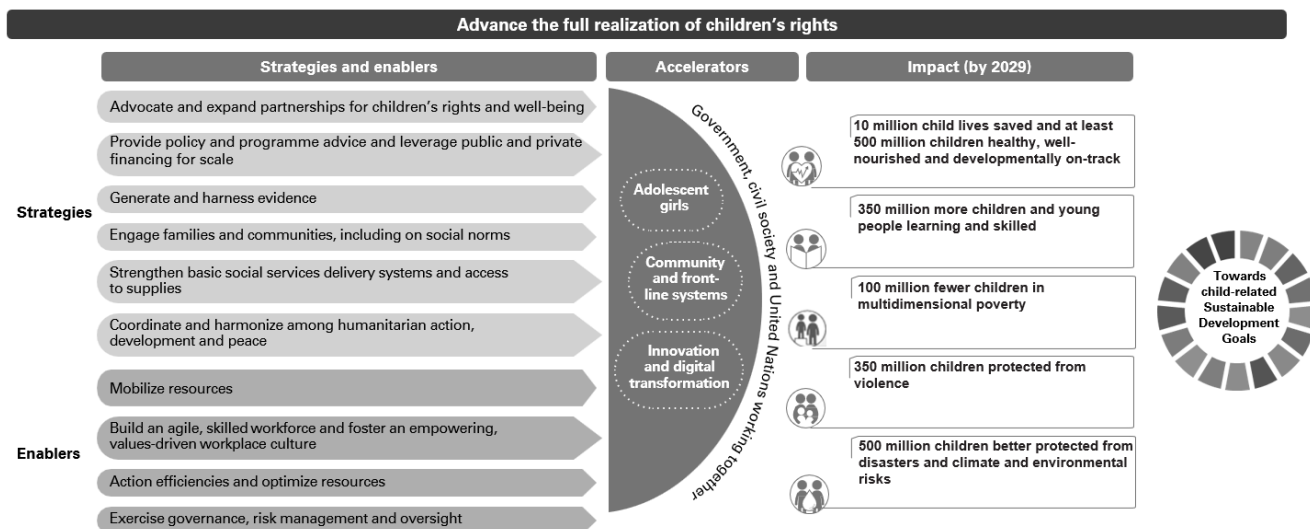 Advance the full realization of children's rights
Strategies and enablers
Accelerators
Impact (by 2029)
Strategies
Advocate and expand partnerships for children's rights and well-being
Provide policy and programme advice and leverage public and private
financing for scale
Generate and harness evidence
Engage families and communities, including on social norms
Strengthen basic social services delivery systems and access
to supplies
Coordinate and harmonize among humanitarian action,
development and peace
Enablers
Mobilize resources
Build an agile, skilled workforce and foster an empowering,
values-driven workplace culture
Action efficiencies and optimize resources
Exercise governance, risk management and oversight
Adolescent
girls
Community
and front-
line systems
Innovation
and digital
transformation
Government, civil society and United Nations working together
10 million child lives saved and at least
500 million children healthy, well-
nourished and developmentally on-track
350 million more children and young
people learning and skilled
100 million fewer children in
multidimensional poverty
350 million children protected from
violence
500 million children better protected from
disasters and climate and environmental
risks
Towards
child-related
Sustainable
Development
Goals